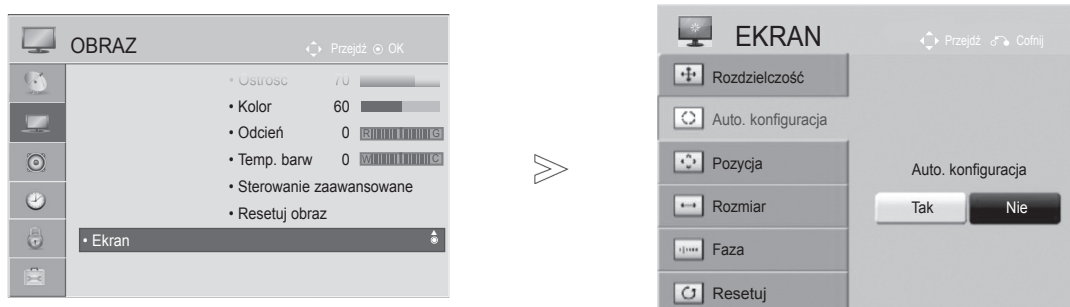 OBRAZ
Przejdź OK
• Ostrość 70
• Kolor 60
• Odcień 0 R G
• Temp. barw 0 W C
• Sterowanie zaawansowane
• Resetuj obraz
• Ekran
EKRAN
Przejdź Cofnij
Rozdzielczość
Auto. konfiguracja
Pozycja
Rozmiar
Faza
Resetuj
Auto. konfiguracja
Tak Nie